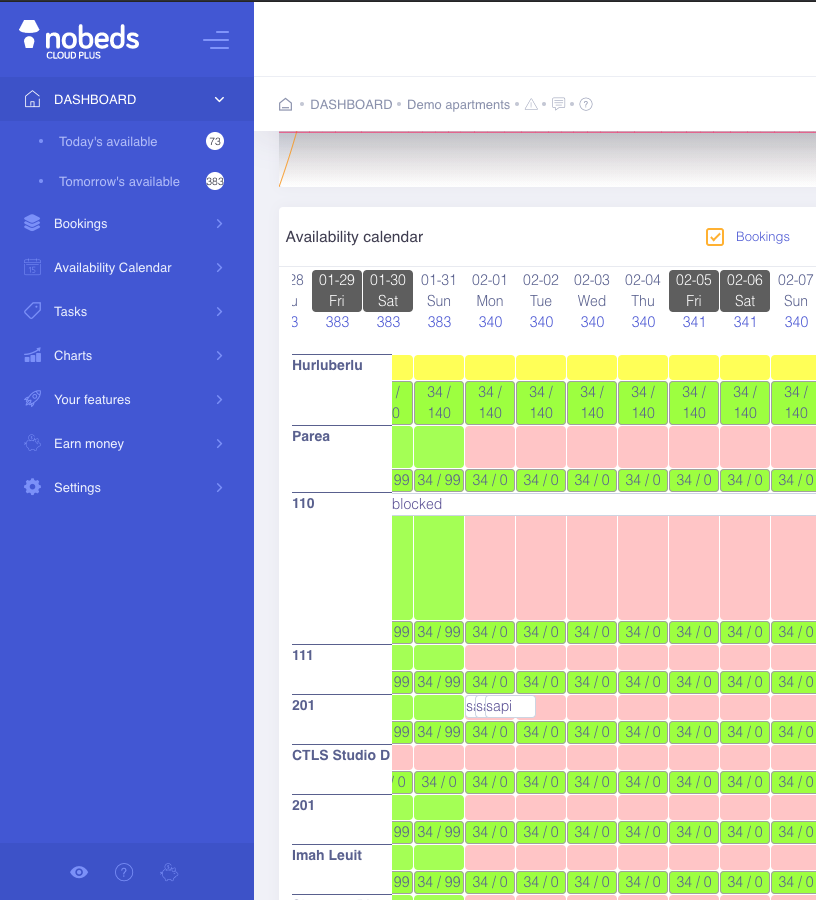 nobeds
CLOUD PLUS
DASHBOARD
Today's available 73
Tomorrow's available 383
Bookings
Availability Calendar
Tasks
Charts
Your features
Earn money
Settings
DASHBOARD • Demo apartments
Availability calendar
Bookings
28 01-29 01-30 01-31 02-01 02-02 02-03 02-04 02-05 02-06 02-07
u Fri Sat Sun Mon Tue Wed Thu Fri Sat Sun
3 383 383 383 340 340 340 340 341 341 340
Hurluberlu
/ 34 / 34 / 34 / 34 / 34 / 34 / 34 / 34 /
0 140 140 140 140 140 140 140 140
Parea
99 34 / 99 34 / 0 34 / 0 34 / 0 34 / 0 34 / 0 34 / 0 34 / 0
110
blocked
99 34 / 99 34 / 0 34 / 0 34 / 0 34 / 0 34 / 0 34 / 0 34 / 0
111
99 34 / 99 34 / 0 34 / 0 34 / 0 34 / 0 34 / 0 34 / 0 34 / 0
201
sapi
99 34 / 99 34 / 0 34 / 0 34 / 0 34 / 0 34 / 0 34 / 0 34 / 0
CTLS Studio D
/ 0 34 / 0 34 / 0 34 / 0 34 / 0 34 / 0 34 / 0 34 / 0 34 / 0
201
99 34 / 99 34 / 0 34 / 0 34 / 0 34 / 0 34 / 0 34 / 0 34 / 0
Imah Leuit
99 34 / 99 34 / 0 34 / 0 34 / 0 34 / 0 34 / 0 34 / 0 34 / 0